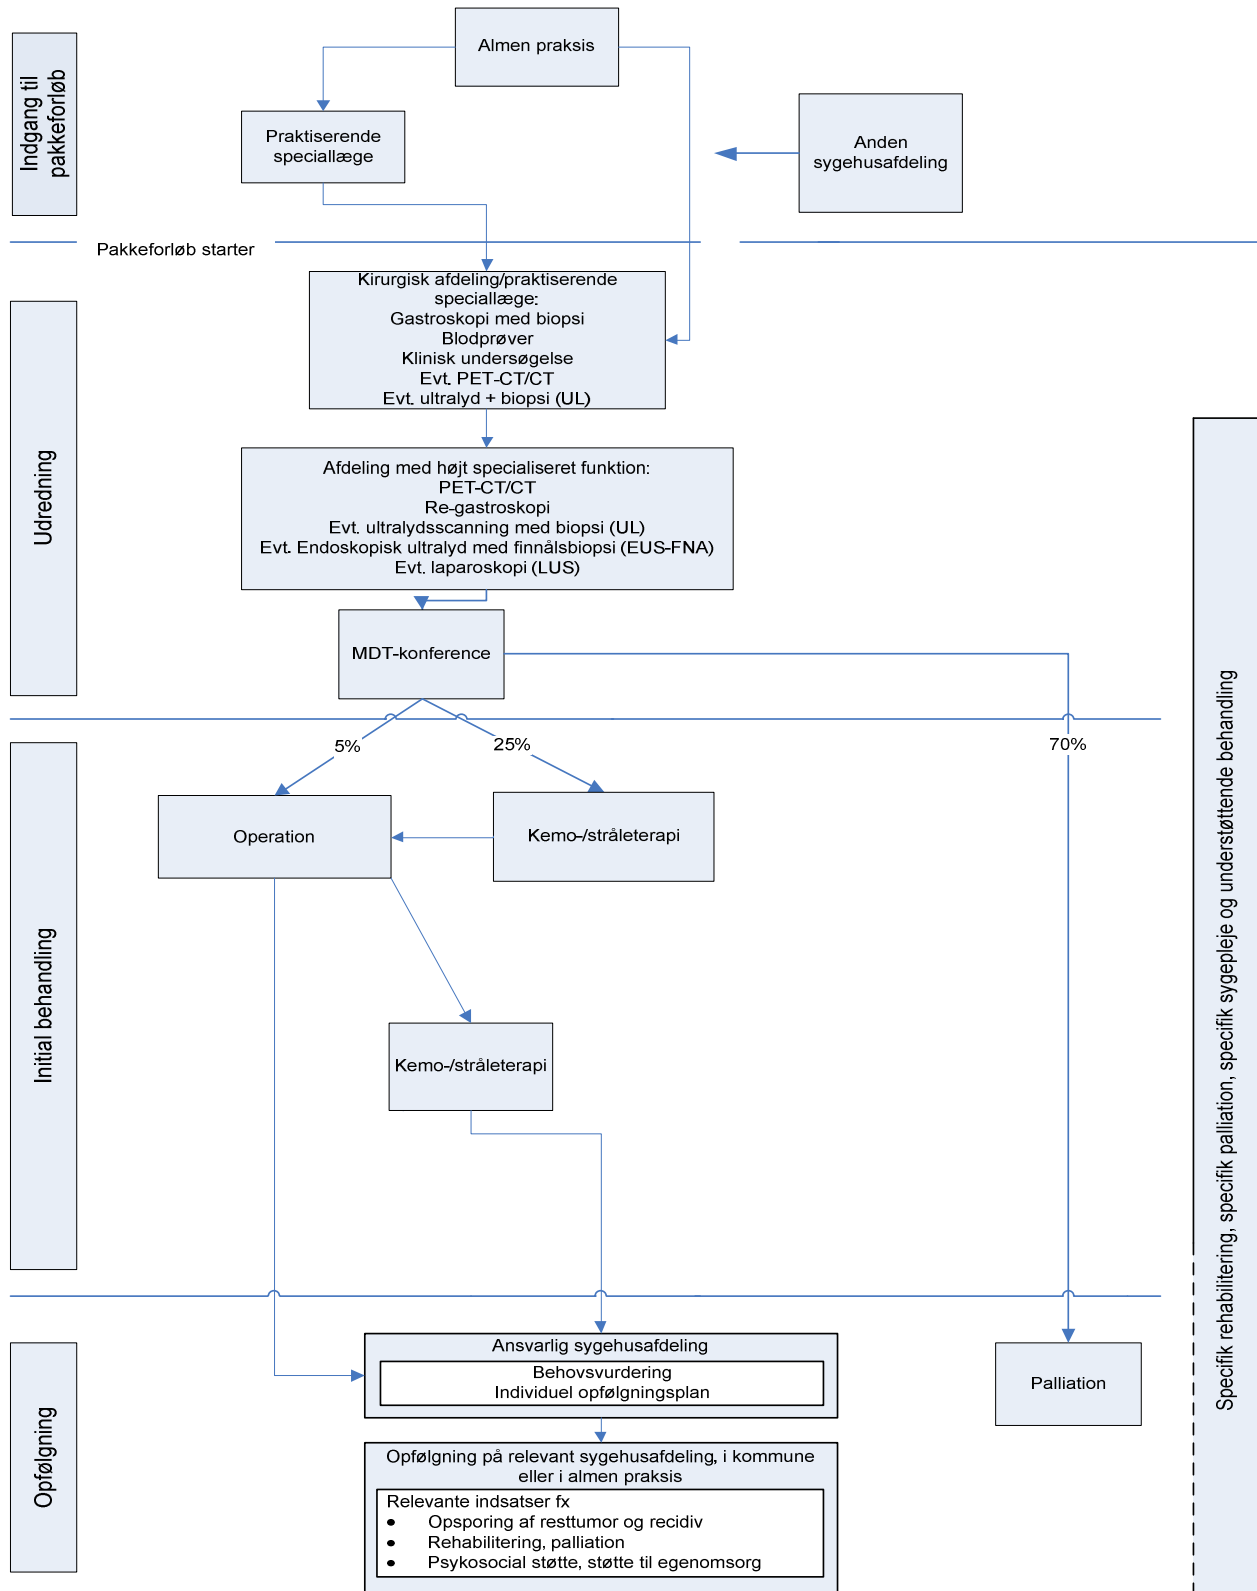 Indgang til
pakkeforløb
Almen praksis
Praktiserende
speciallæge
Anden
sygehusafdeling
Pakkeforløb starter
Udredning
Kirurgisk afdeling/praktiserende
speciallæge:
Gastroskopi med biopsi
Blodprøver
Klinisk undersøgelse
Evt. PET-CT/CT
Evt. ultralyd + biopsi (UL)
Afdeling med højt specialiseret funktion:
PET-CT/CT
Re-gastroskopi
Evt. ultralydsscanning med biopsi (UL)
Evt. Endoskopisk ultralyd med finnålsbiopsi (EUS-FNA)
Evt. laparoskopi (LUS)
MDT-konference
5%
25%
70%
Initial behandling
Operation
Kemo-/stråleterapi
Kemo-/stråleterapi
Opfølgning
Ansvarlig sygehusafdeling
Behovsvurdering
Individuel opfølgningsplan
Palliation
Opfølgning på relevant sygehusafdeling, i kommune
eller i almen praksis
Relevante indsatser fx
• Opsporing af resttumor og recidiv
• Rehabilitering, palliation
• Psykosocial støtte, støtte til egenomsorg
Specifik rehabilitering, specifik palliation, specifik sygepleje og understøttende behandling